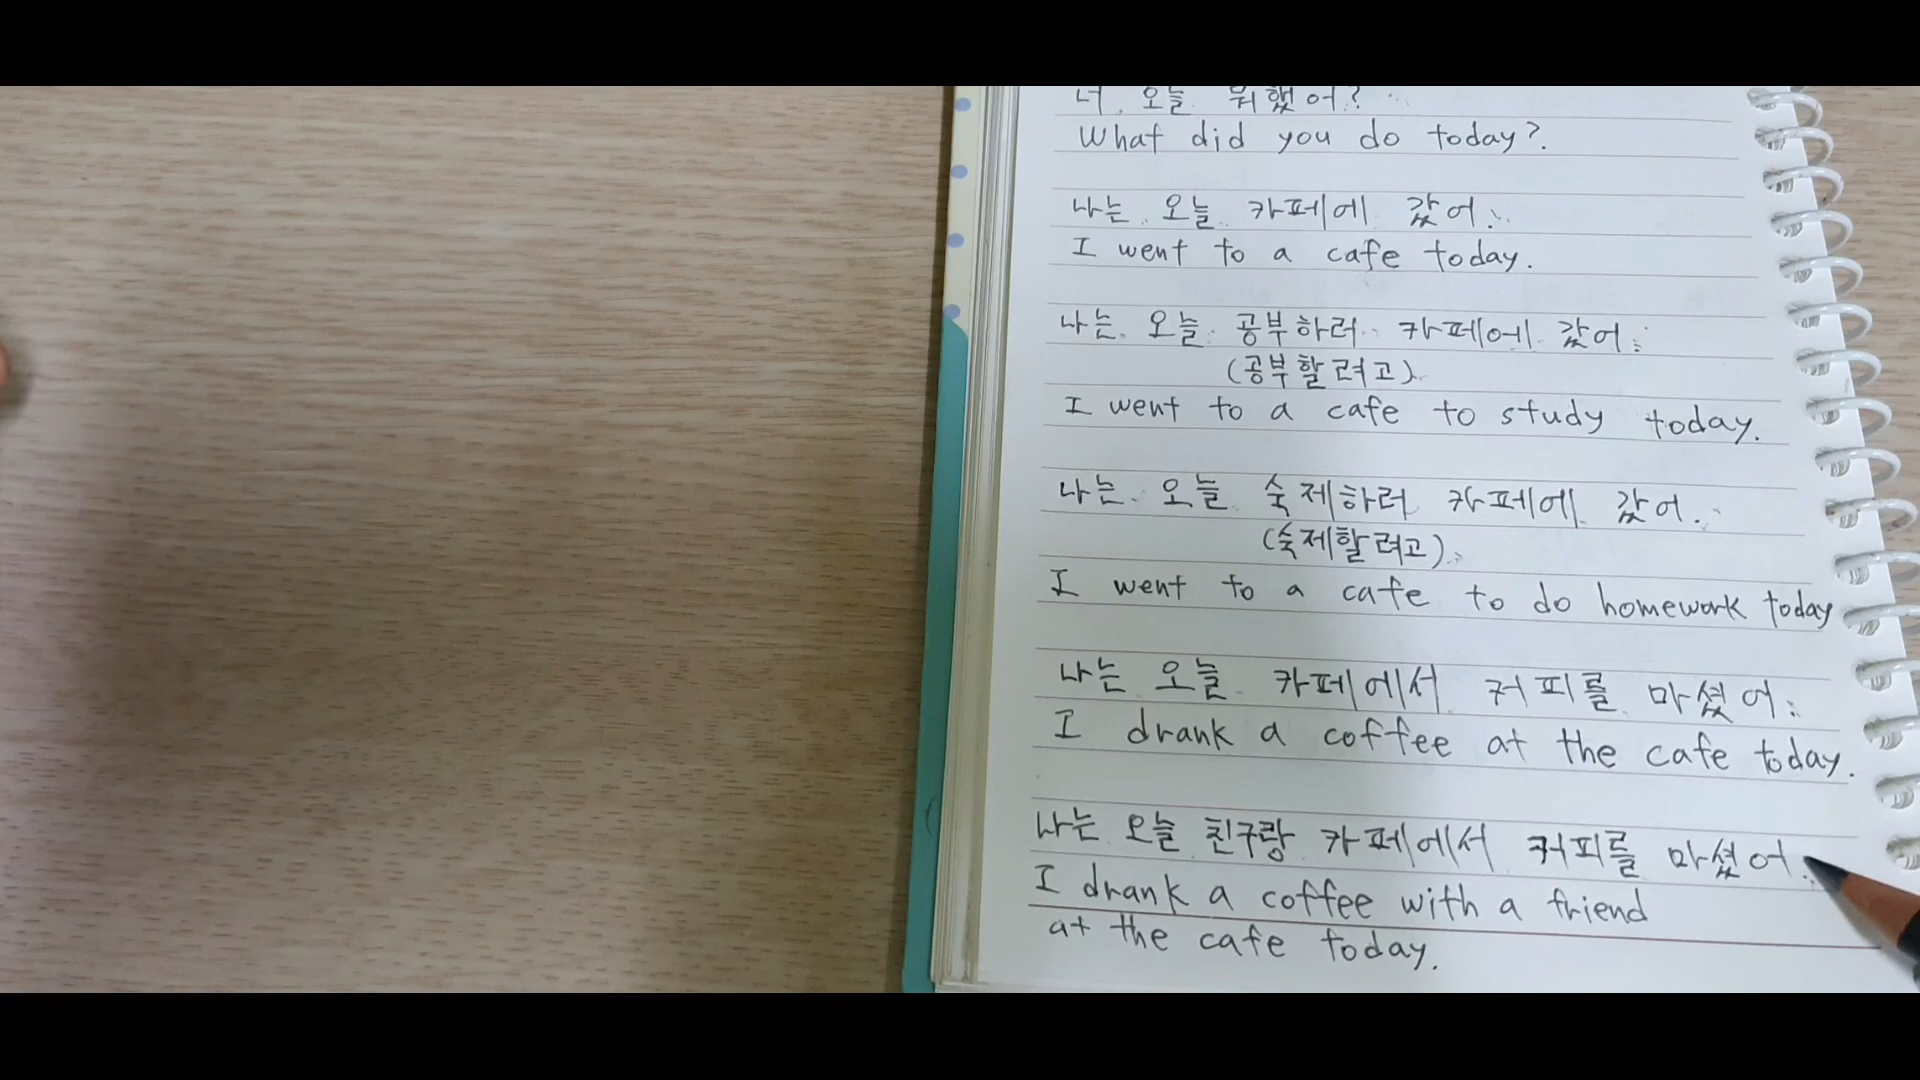 너 오늘 뭐했어?
What did you do today?.
나는 오늘 카페에 갔어.
I went to a cafe today.
나는 오늘 공부하러 카페에 갔어.
(공부할려고)
I went to a cafe to study today.
나는 오늘 숙제하러 카페에 갔어.
(숙제할려고)
I went to a cafe to do homework today
나는 오늘 카페에서 커피를 마셨어.
I drank a coffee at the cafe today.
나는 오늘 친구랑 카페에서 커피를 마셨어.
I drank a coffee with a friend
at the cafe today.